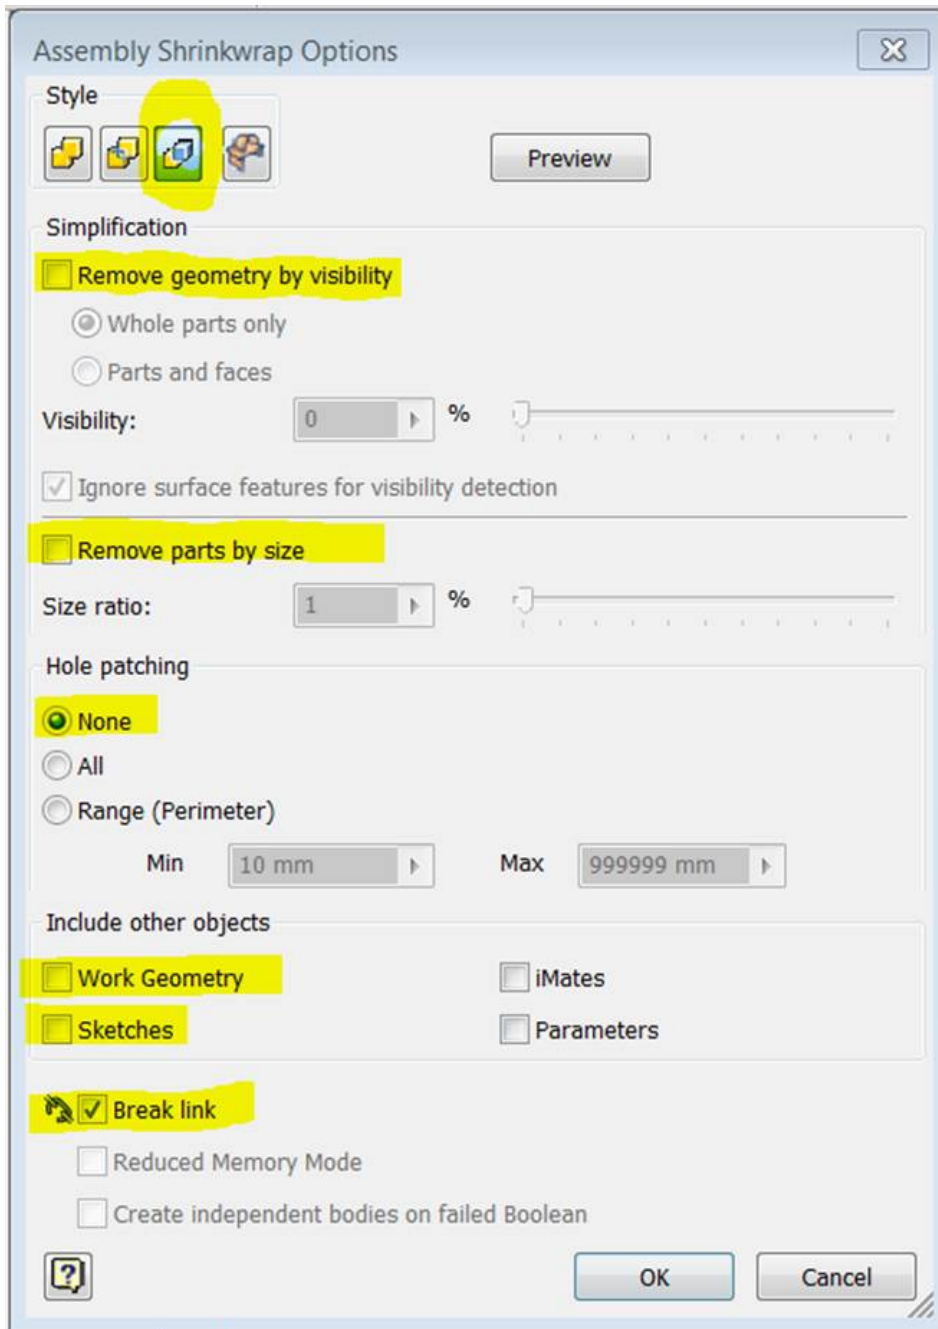 Assembly Shrinkwrap Options
Style
Preview
Simplification
Remove geometry by visibility
Whole parts only
Parts and faces
Visibility: 0 %
Ignore surface features for visibility detection
Remove parts by size
Size ratio: 1 %
Hole patching
None
All
Range (Perimeter)
Min 10 mm Max 999999 mm
Include other objects
Work Geometry iMates
Sketches Parameters
Break link
Reduced Memory Mode
Create independent bodies on failed Boolean
? OK Cancel